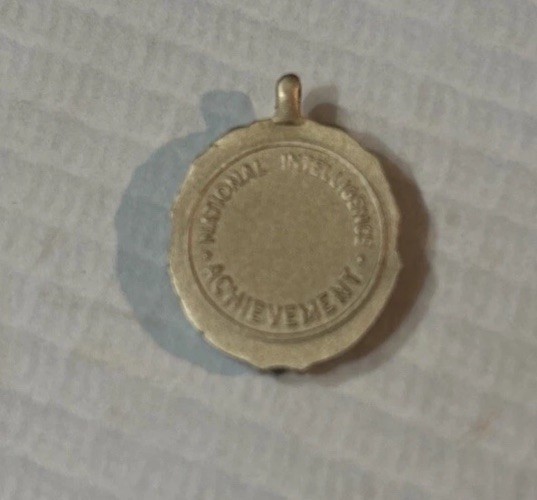 NATIONAL INTELLIGENCE
· ACHIEVEMENT ·